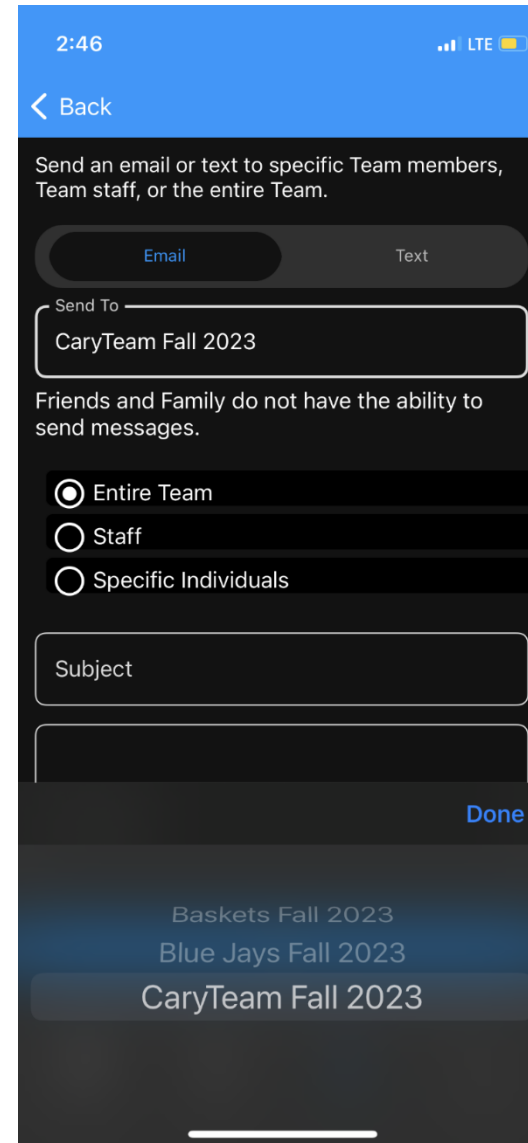 2:46 LTE
Back
Send an email or text to specific Team members,
Team staff, or the entire Team.
Email Text
Send To
CaryTeam Fall 2023
Friends and Family do not have the ability to
send messages.
Entire Team
Staff
Specific Individuals
Subject
Done
Baskets Fall 2023
Blue Jays Fall 2023
CaryTeam Fall 2023